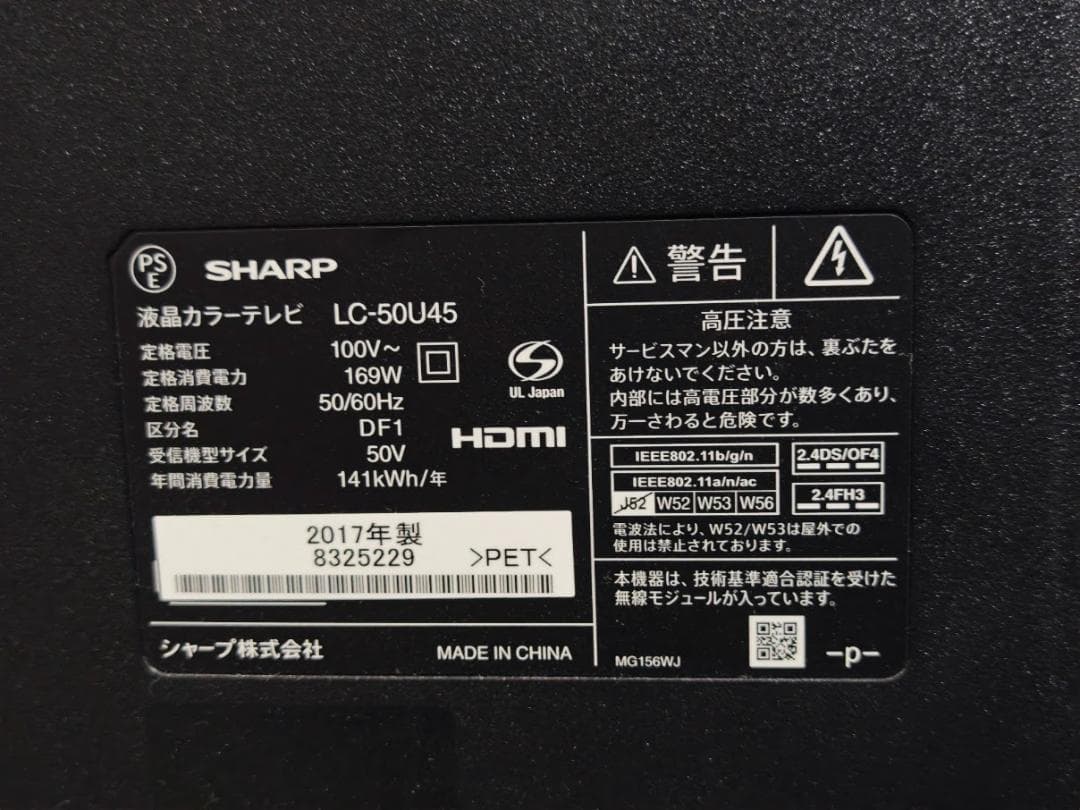 PS
E
SHARP
液晶カラーテレビ LC-50U45
定格電圧 100V～
定格消費電力 169W
定格周波数 50/60Hz
区分名 DF1
受信機型サイズ 50V
年間消費電力量 141kWh/年
S
UL Japan
HDMI
2017年製
8325229 >PET<
シャープ株式会社 MADE IN CHINA
警告
高圧注意
サービスマン以外の方は、裏ぶたを
あけないでください。
内部には高電圧部分が数多くあり、
万一さわると危険です。
IEEE802.11b/g/n
IEEE802.11a/n/ac
J52 W52 W53 W56
2.4DS/OF4
2.4FH3
電波法により、W52/W53は屋外での
使用は禁止されております。
本機器は、技術基準適合認証を受けた
無線モジュールが入っています。
MG156WJ -p-